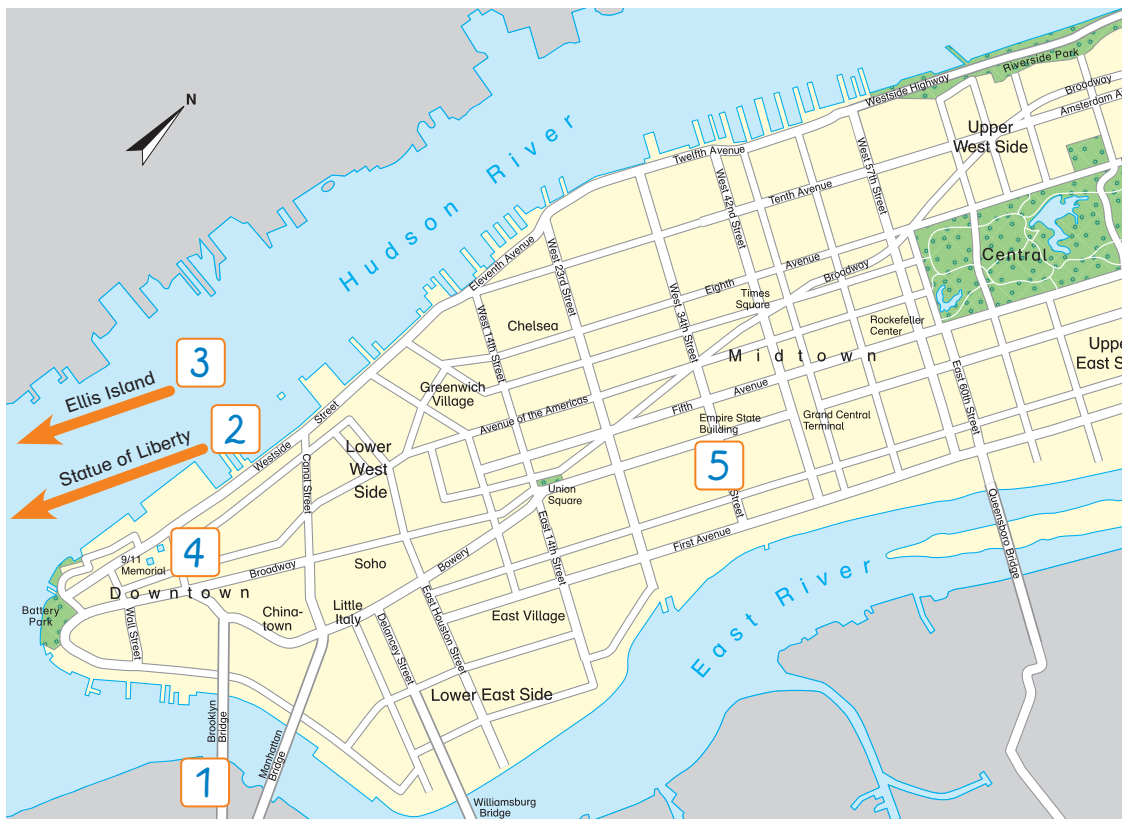 N
Hudson River
Riverside Park
Westside Highway
Broadway
Amsterdam A
Upper
West Side
Twelfth Avenue
West 57th Street
West 42nd Street
Tenth Avenue
Central
Eleventh Avenue
West 23rd Street
Eighth
Avenue
Broadway
Times
Square
West 34th Street
West 14th Street
Chelsea
Rockefeller
Center
Midtown
Uppe
East S
3
Ellis Island
2
Statue of Liberty
Greenwich
Village
Avenue of the Americas
Fifth
Avenue
East 60th Street
Empire State
Building
Grand Central
Terminal
5
Street
Westside
Street
Lower
West
Side
Canal Street
Union
Square
Queensboro Bridge
4
9/11
Memorial
Broadway
Soho
Bowery
East 14th Street
First Avenue
Downtown
Battery
Park
Wall Street
China-
town
Little
Italy
East Houston Street
East Village
East River
Delancey Street
Lower East Side
Brooklyn
Bridge
Manhattan
Bridge
1
Williamsburg
Bridge